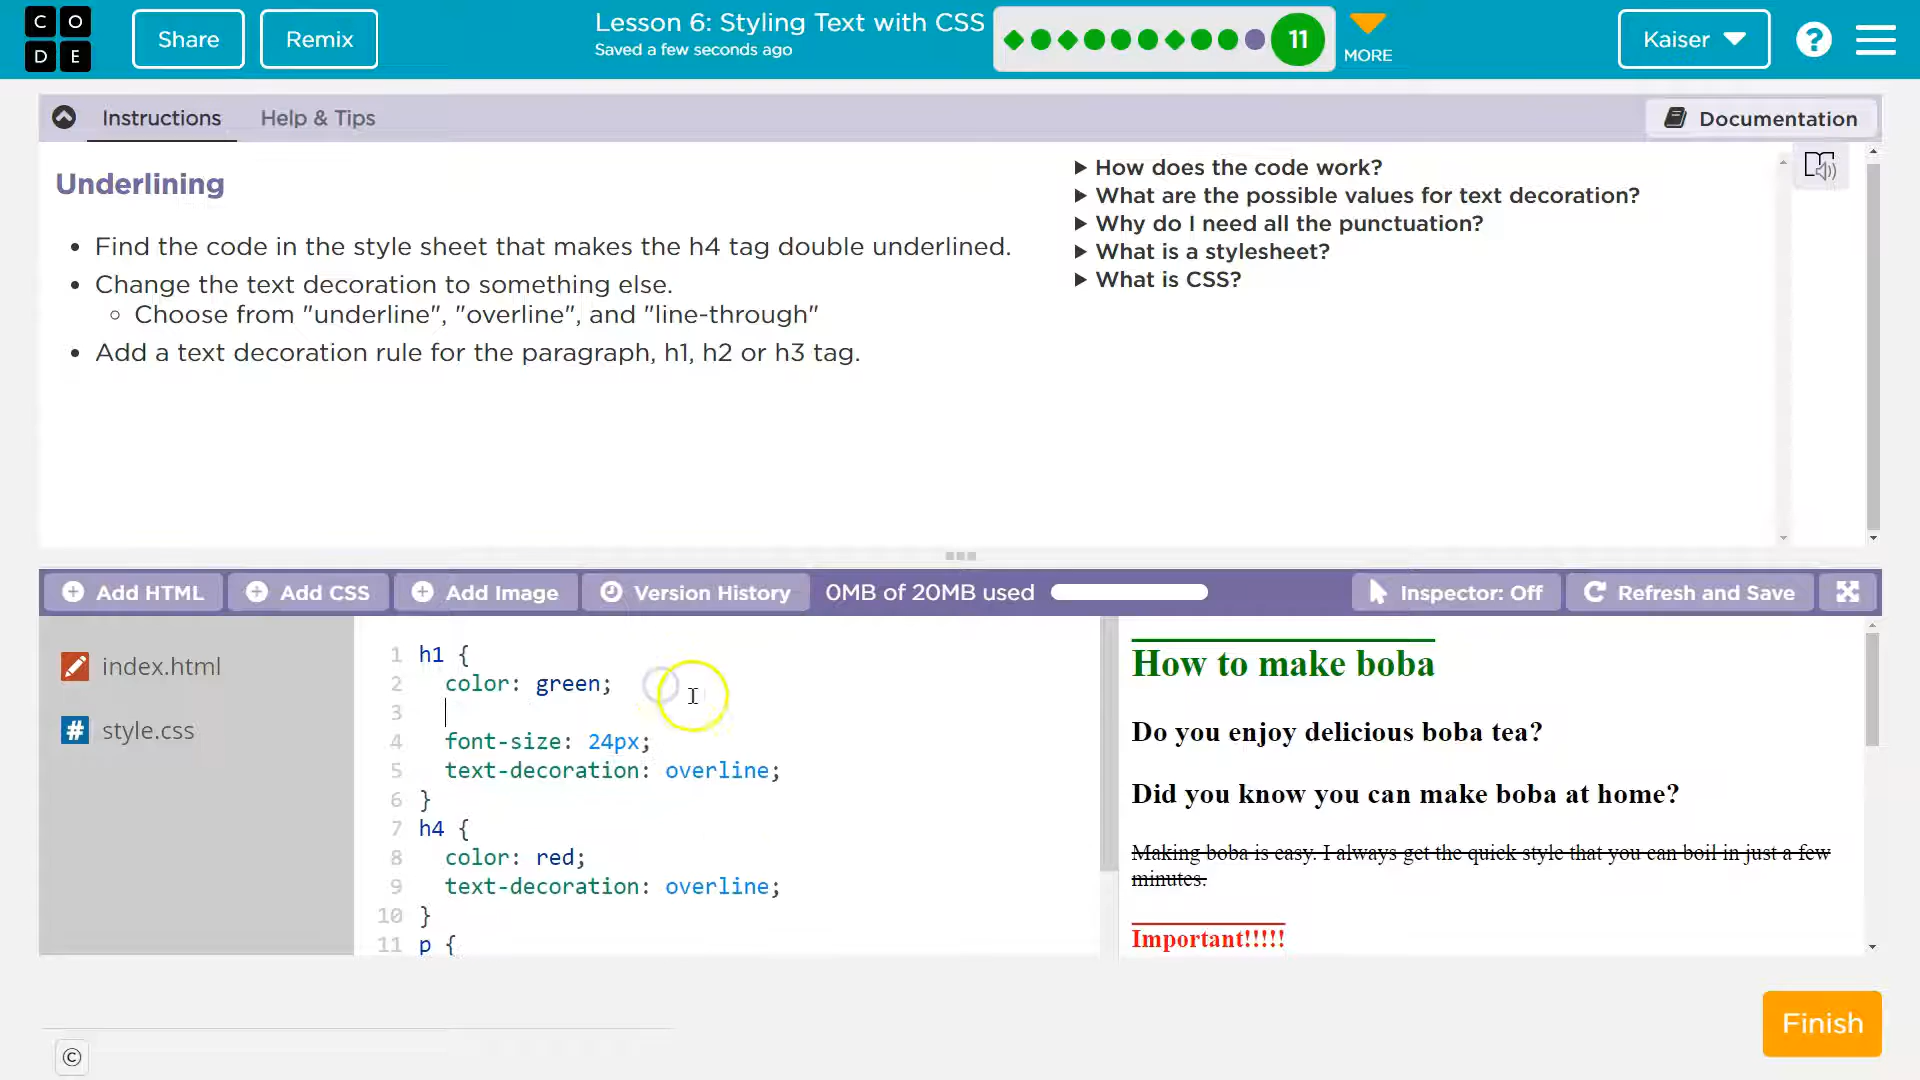 CODE
Share
Remix
Lesson 6: Styling Text with CSS
Saved a few seconds ago
11
MORE
Kaiser
?
Instructions
Help & Tips
Documentation
Underlining
• Find the code in the style sheet that makes the h4 tag double underlined.
• Change the text decoration to something else.
○ Choose from "underline", "overline", and "line-through"
• Add a text decoration rule for the paragraph, h1, h2 or h3 tag.
How does the code work?
What are the possible values for text decoration?
Why do I need all the punctuation?
What is a stylesheet?
What is CSS?
Add HTML
Add CSS
Add Image
Version History
0MB of 20MB used
Inspector: Off
Refresh and Save
index.html
# style.css
1 h1 {
2 color: green;
3
4 font-size: 24px;
5 text-decoration: overline;
6 }
7 h4 {
8 color: red;
9 text-decoration: overline;
10 }
11 p {
How to make boba
Do you enjoy delicious boba tea?
Did you know you can make boba at home?
Making boba is easy. I always get the quick style that you can boil in just a few
minutes.
Important!!!!!
Finish
©